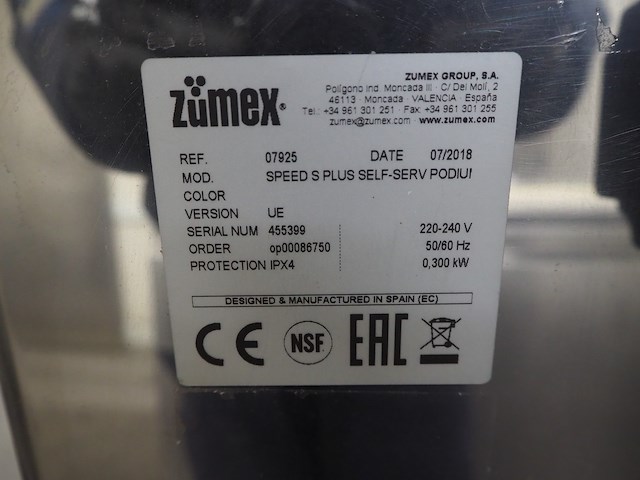 zümex®
ZUMEX GROUP, S.A.
Polígono Ind. Moncada III · C/ Del Molí, 2
46113 · Moncada · VALENCIA · España
Tel.: +34 961 301 251 · Fax: +34 961 301 255
zumex@zumex.com · www.zumex.com
REF. 07925 DATE 07/2018
MOD. SPEED S PLUS SELF-SERV PODIUI
COLOR
VERSION UE
SERIAL NUM 455399 220-240 V
ORDER op00086750 50/60 Hz
PROTECTION IPX4 0,300 kW
DESIGNED & MANUFACTURED IN SPAIN (EC)
CE NSF EAC